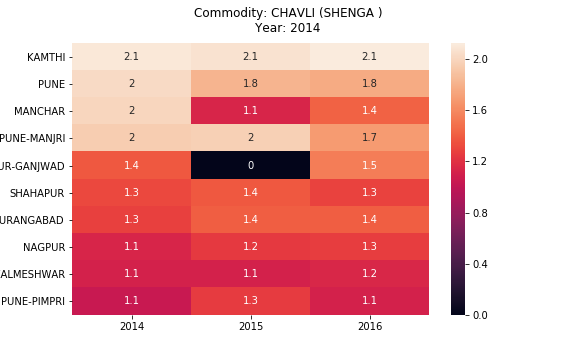 Commodity: CHAVLI (SHENGA )
Year: 2014
KAMTHI 2.1 2.1 2.1
PUNE 2 1.8 1.8
MANCHAR 2 1.1 1.4
PUNE-MANJRI 2 2 1.7
UR-GANJWAD 1.4 0 1.5
SHAHAPUR 1.3 1.4 1.3
URANGABAD 1.3 1.4 1.4
NAGPUR 1.1 1.2 1.3
ALMESHWAR 1.1 1.1 1.2
PUNE-PIMPRI 1.1 1.3 1.1
2014 2015 2016
2.0
1.6
1.2
0.8
0.4
0.0